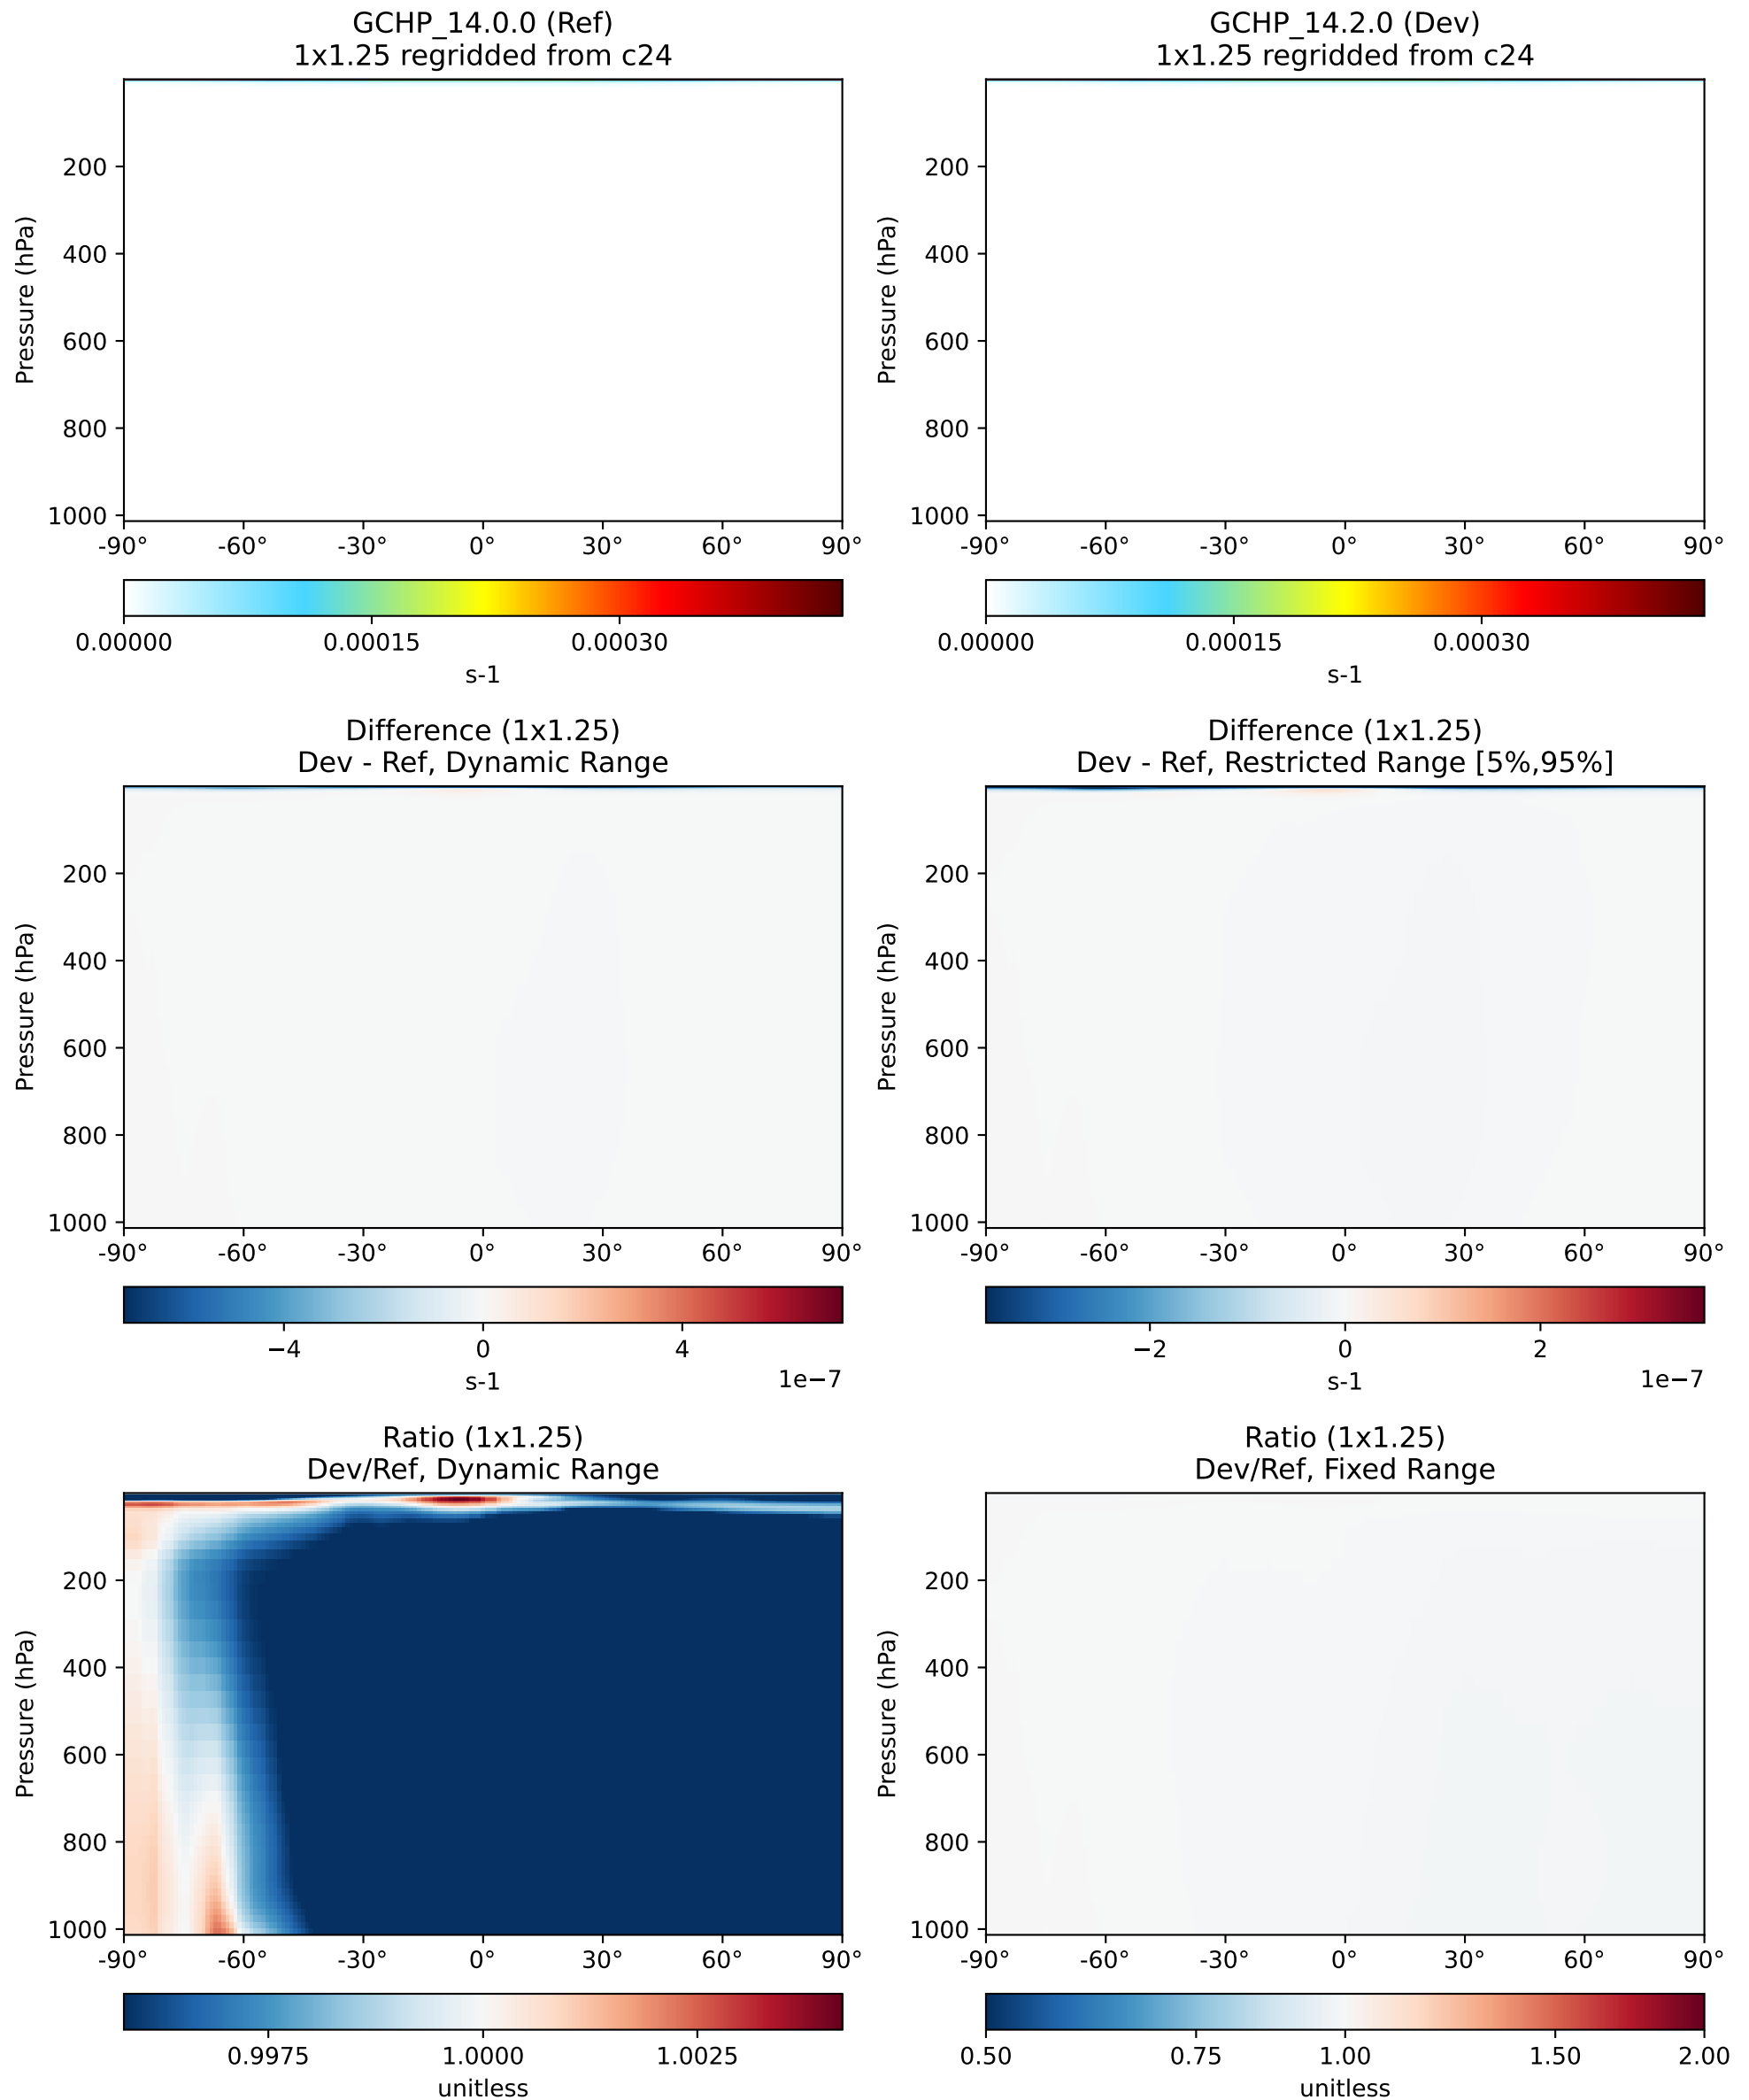 GCHP_14.0.0 (Ref)
1x1.25 regridded from c24
Pressure (hPa)
200
400
600
800
1000
-90° -60° -30° 0° 30° 60° 90°
0.00000 0.00015 0.00030
s-1
GCHP_14.2.0 (Dev)
1x1.25 regridded from c24
Pressure (hPa)
200
400
600
800
1000
-90° -60° -30° 0° 30° 60° 90°
0.00000 0.00015 0.00030
s-1
Difference (1x1.25)
Dev - Ref, Dynamic Range
Pressure (hPa)
200
400
600
800
1000
-90° -60° -30° 0° 30° 60° 90°
−4 0 4
s-1 1e−7
Difference (1x1.25)
Dev - Ref, Restricted Range [5%,95%]
Pressure (hPa)
200
400
600
800
1000
-90° -60° -30° 0° 30° 60° 90°
−2 0 2
s-1 1e−7
Ratio (1x1.25)
Dev/Ref, Dynamic Range
Pressure (hPa)
200
400
600
800
1000
-90° -60° -30° 0° 30° 60° 90°
0.9975 1.0000 1.0025
unitless
Ratio (1x1.25)
Dev/Ref, Fixed Range
Pressure (hPa)
200
400
600
800
1000
-90° -60° -30° 0° 30° 60° 90°
0.50 0.75 1.00 1.50 2.00
unitless